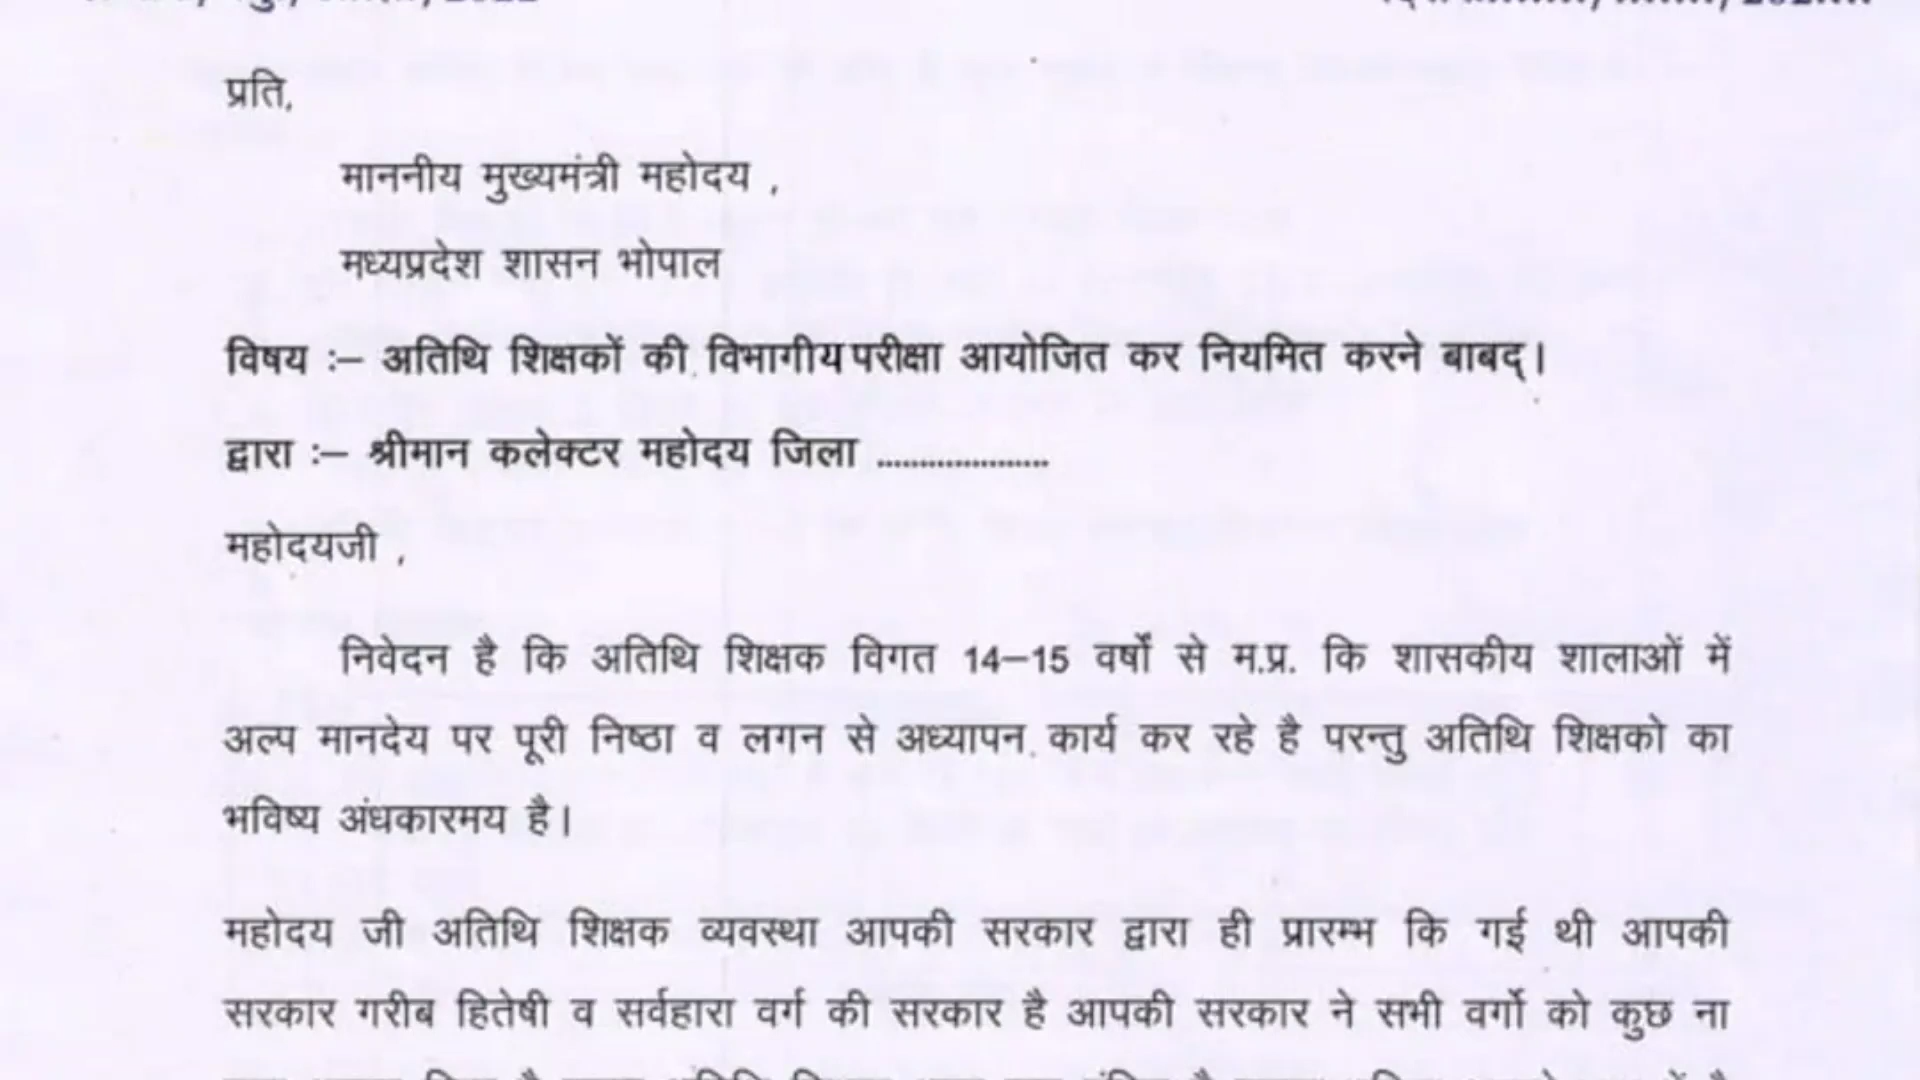 प्रति,
माननीय मुख्यमंत्री महोदय ,
मध्यप्रदेश शासन भोपाल
विषय :– अतिथि शिक्षकों की विभागीय परीक्षा आयोजित कर नियमित करने बाबद्।
द्वारा :– श्रीमान कलेक्टर महोदय जिला ....................
महोदयजी ,
निवेदन है कि अतिथि शिक्षक विगत 14–15 वर्षों से म.प्र. कि शासकीय शालाओं में
अल्प मानदेय पर पूरी निष्ठा व लगन से अध्यापन कार्य कर रहे है परन्तु अतिथि शिक्षको का
भविष्य अंधकारमय है।
महोदय जी अतिथि शिक्षक व्यवस्था आपकी सरकार द्वारा ही प्रारम्भ कि गई थी आपकी
सरकार गरीब हितेषी व सर्वहारा वर्ग की सरकार है आपकी सरकार ने सभी वर्गो को कुछ ना